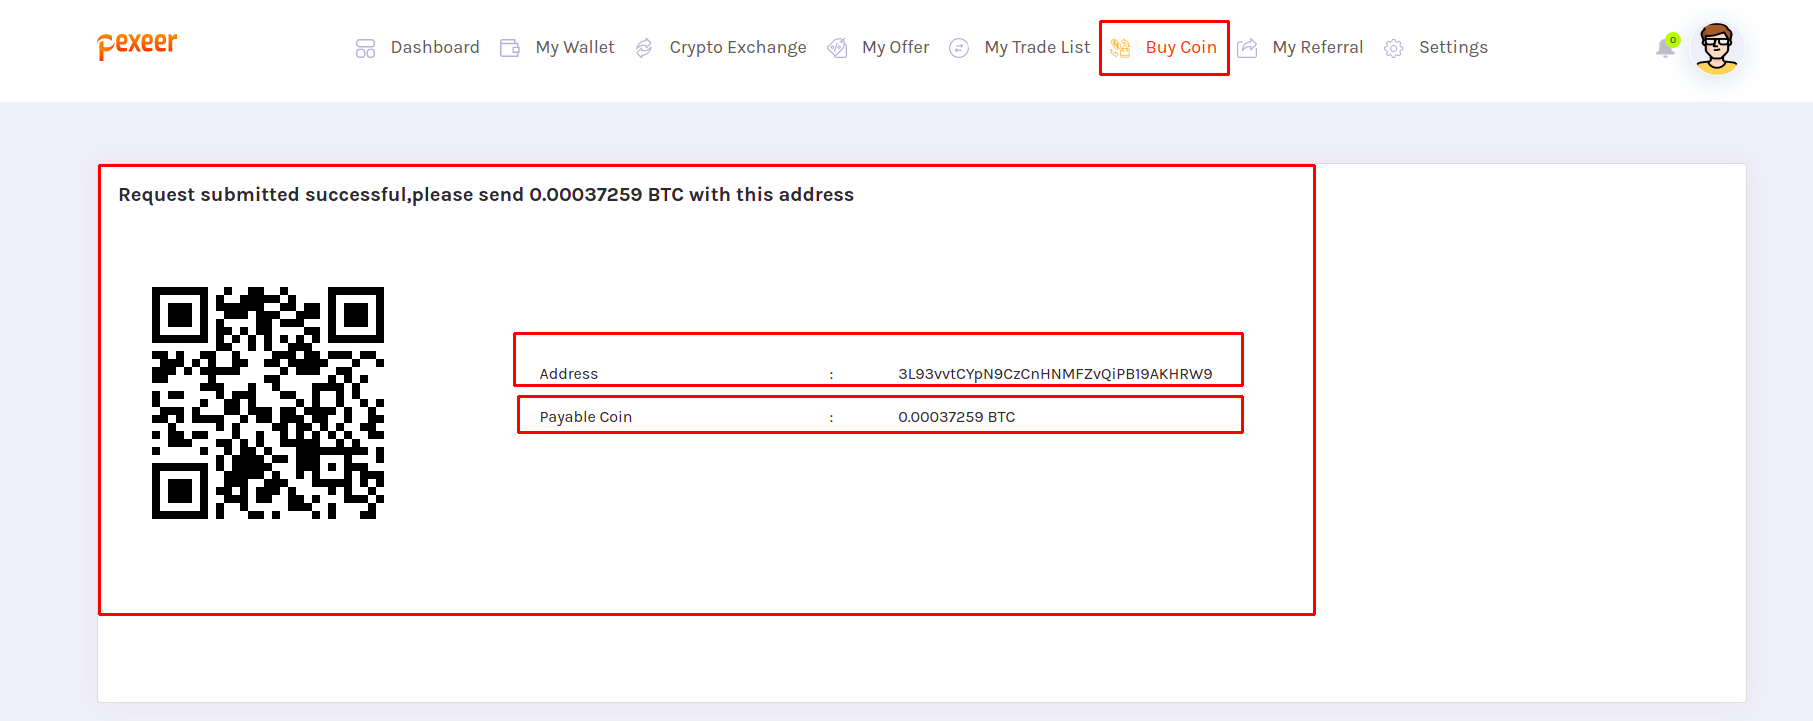 pexeer
Dashboard My Wallet Crypto Exchange My Offer My Trade List Buy Coin My Referral Settings 0
Request submitted successful,please send 0.00037259 BTC with this address
Address : 3L93vvtCYpN9CzCnHNMFZvQiPB19AKHRW9
Payable Coin : 0.00037259 BTC